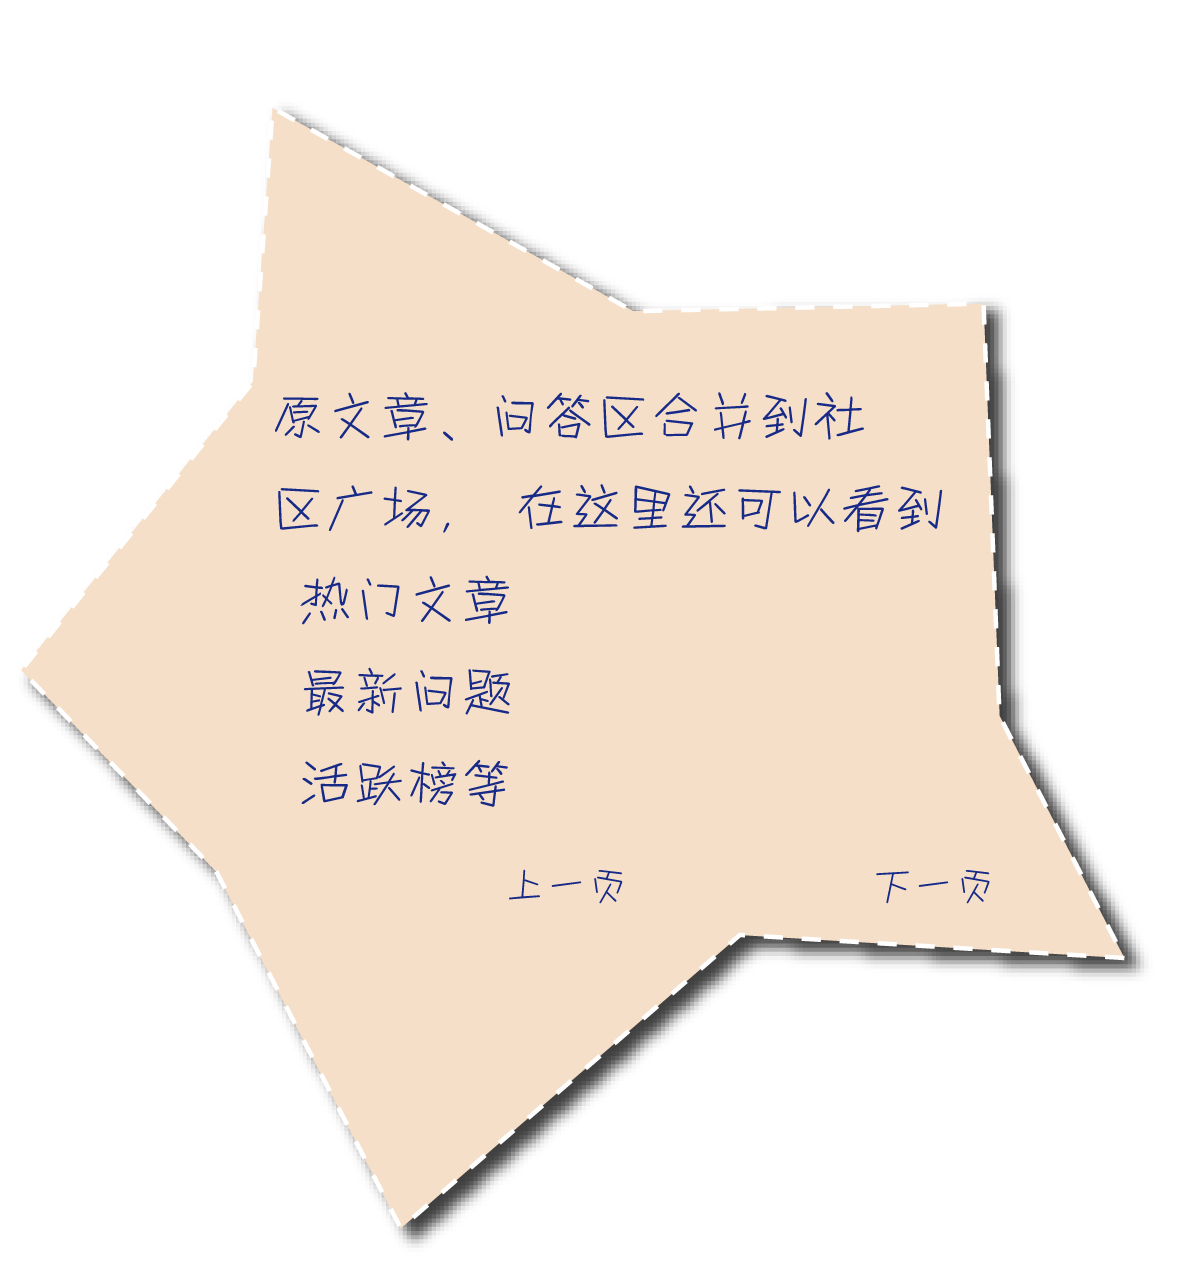 原文章、问答区合并到社
区广场， 在这里还可以看到
热门文章
最新问题
活跃榜等
上一页 下一页